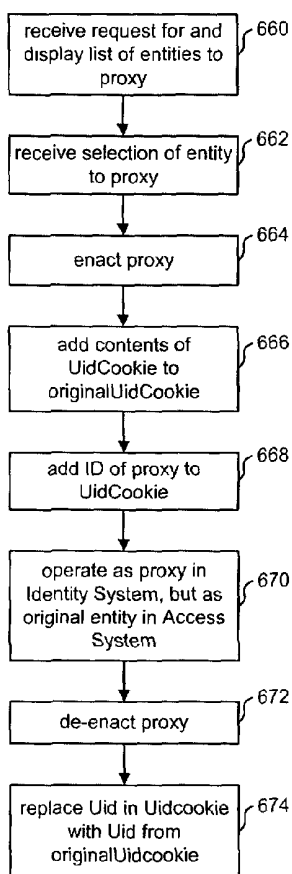 receive request for and
display list of entities to
proxy
660
receive selection of entity
to proxy
662
enact proxy
664
add contents of
UidCookie to
originalUidCookie
666
add ID of proxy to
UidCookie
668
operate as proxy in
Identity System, but as
original entity in Access
System
670
de-enact proxy
672
replace Uid in Uidcookie
with Uid from
originalUidcookie
674